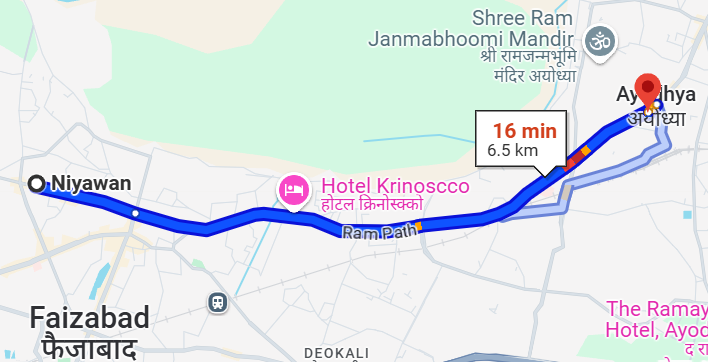 Shree Ram
Janmabhoomi Mandir
श्री रामजन्मभूमि
मंदिर अयोध्या
अयोध्या
16 min
6.5 km
Niyawan
Hotel Krinoscco
होटल क्रिनोस्को
Ram Path
The Ramay
Hotel, Ayod
द रा
Faizabad
फैजाबाद
DEOKALI